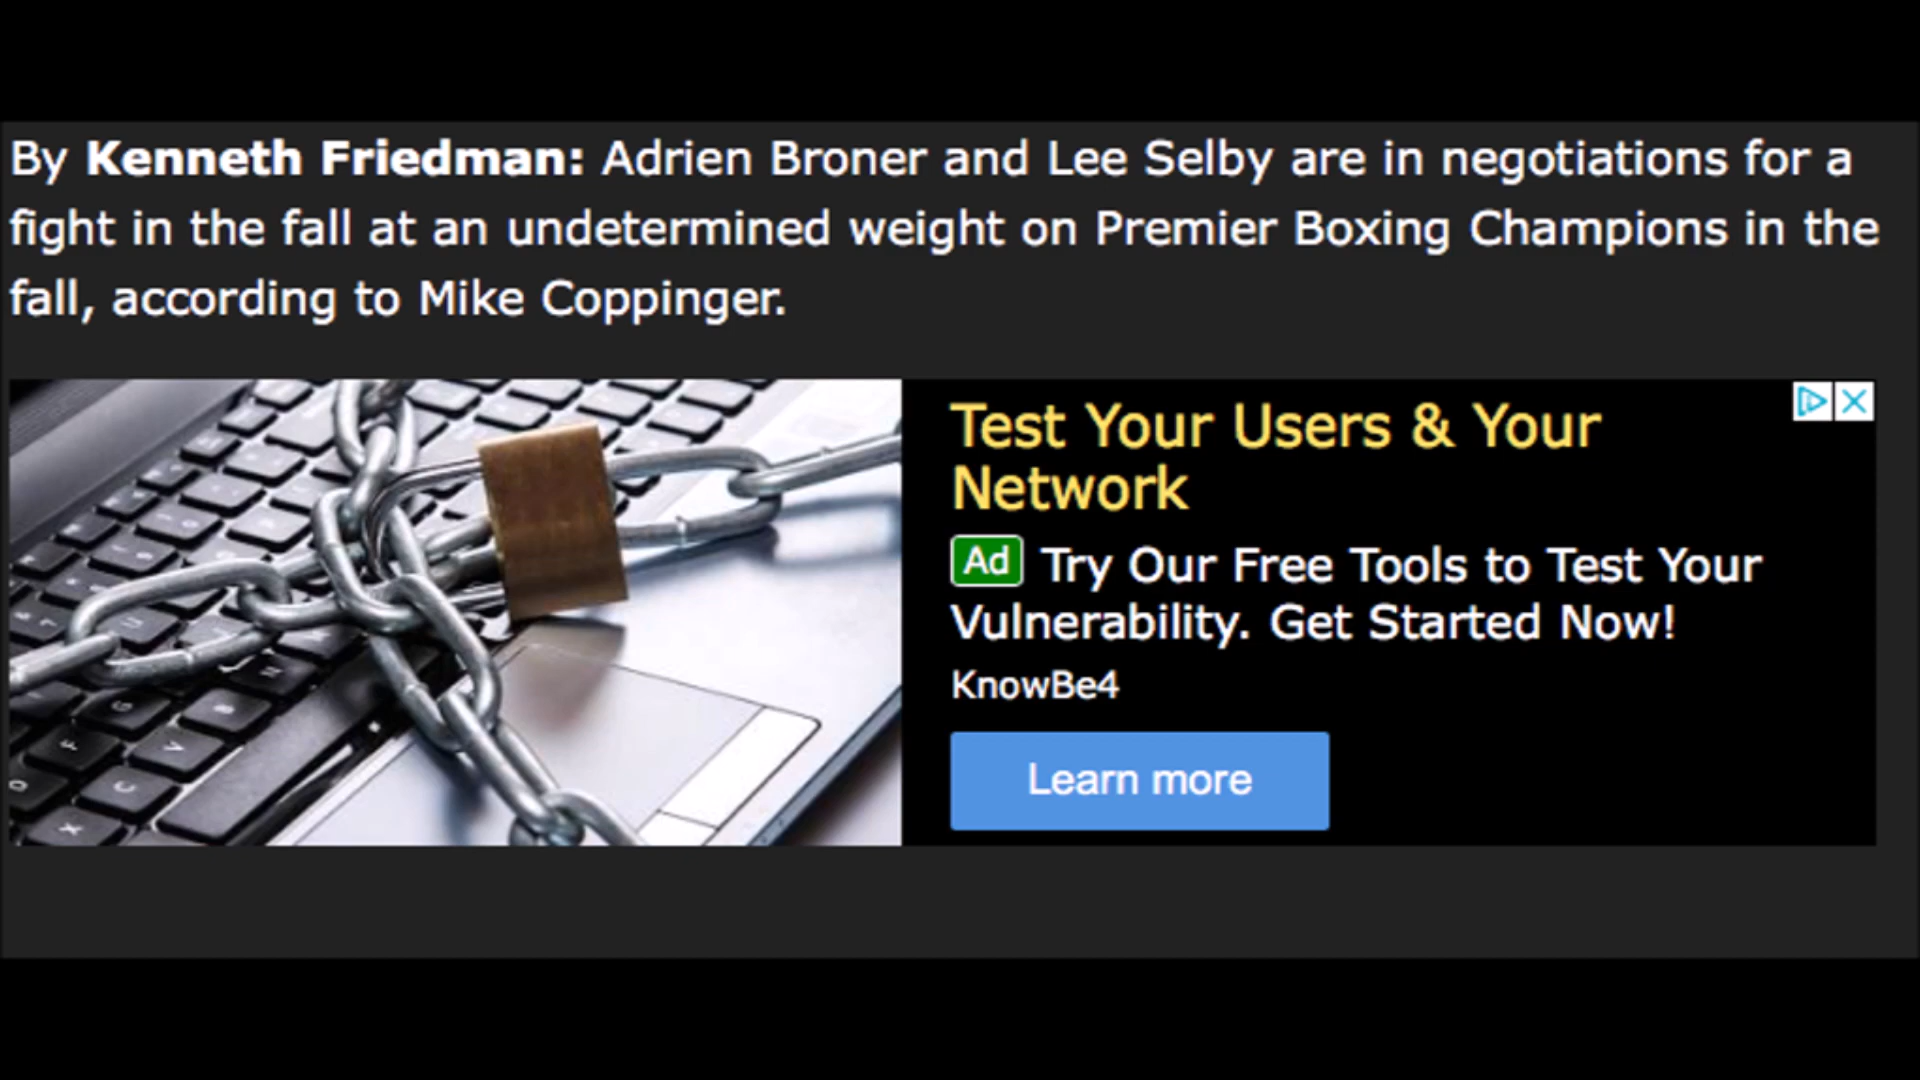 By Kenneth Friedman: Adrien Broner and Lee Selby are in negotiations for a
fight in the fall at an undetermined weight on Premier Boxing Champions in the
fall, according to Mike Coppinger.
Test Your Users & Your
Network
Ad Try Our Free Tools to Test Your
Vulnerability. Get Started Now!
KnowBe4
Learn more